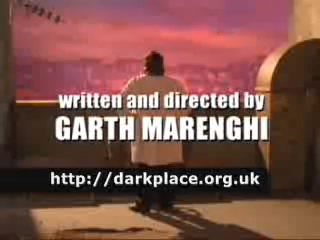 written and directed by
GARTH MARENGHI
http://darkplace.org.uk